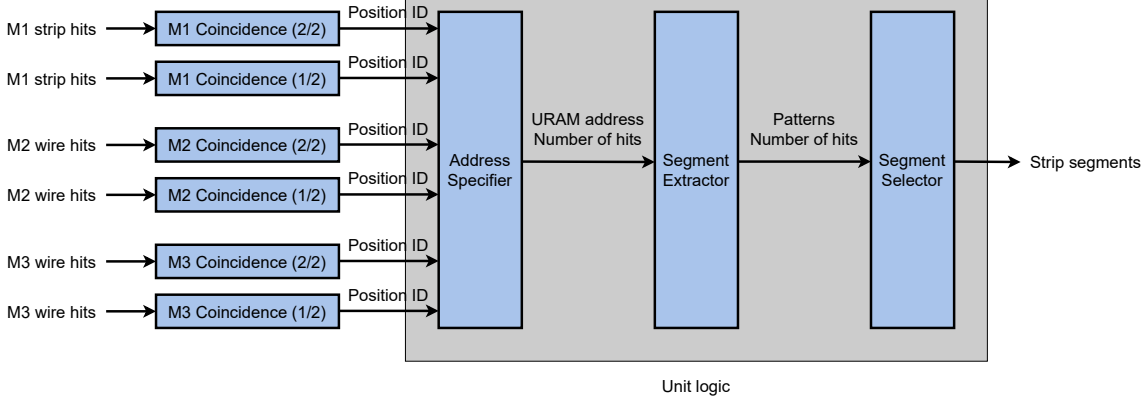 M1 strip hits
M1 Coincidence (2/2)
Position ID
M1 strip hits
M1 Coincidence (1/2)
Position ID
M2 wire hits
M2 Coincidence (2/2)
Position ID
M2 wire hits
M2 Coincidence (1/2)
Position ID
M3 wire hits
M3 Coincidence (2/2)
Position ID
M3 wire hits
M3 Coincidence (1/2)
Position ID
Address
Specifier
URAM address
Number of hits
Segment
Extractor
Patterns
Number of hits
Segment
Selector
Strip segments
Unit logic